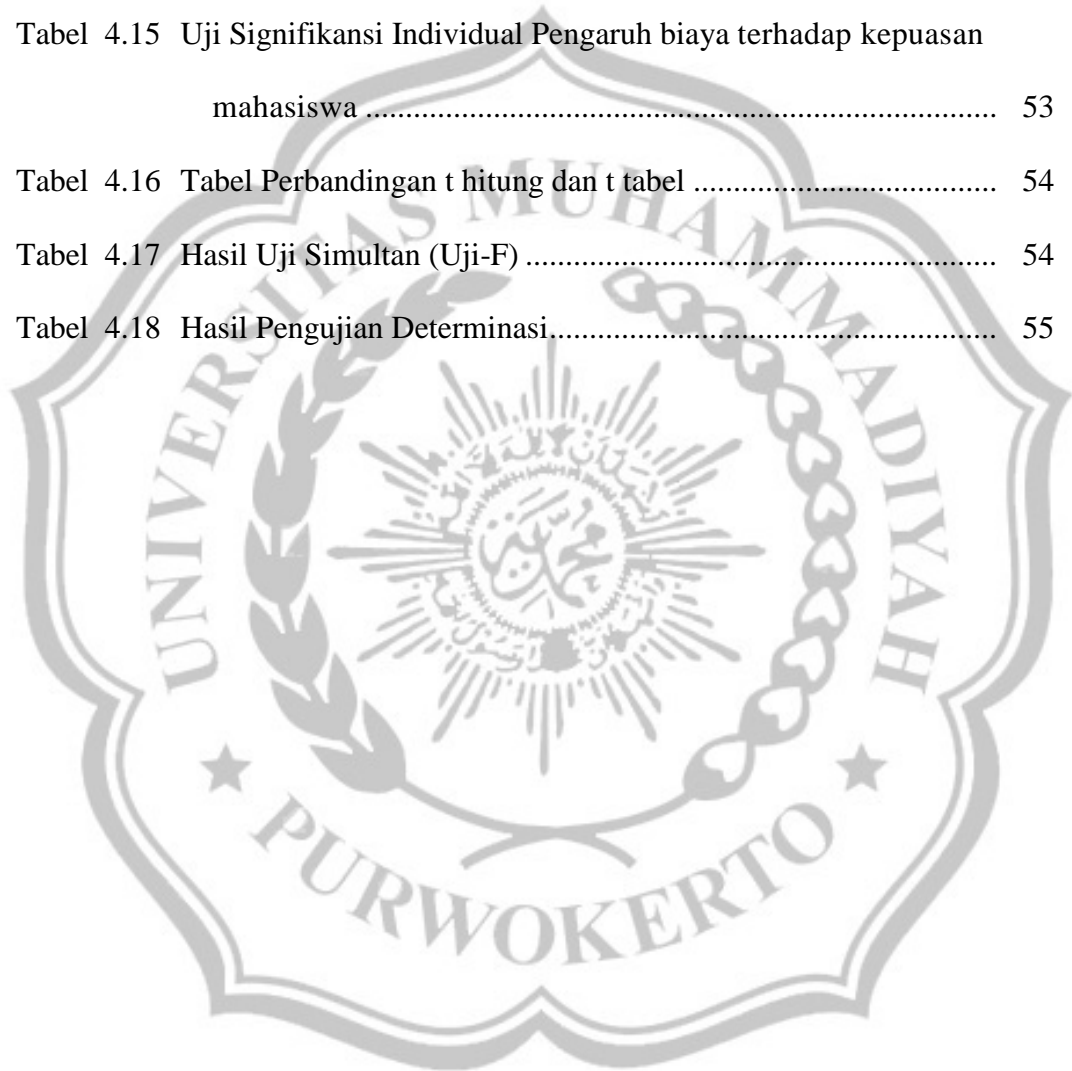 Tabel 4.15 Uji Signifikansi Individual Pengaruh biaya terhadap kepuasan
mahasiswa ............................................................................... 53
Tabel 4.16 Tabel Perbandingan t hitung dan t tabel ...................................... 54
Tabel 4.17 Hasil Uji Simultan (Uji-F) ........................................................... 54
Tabel 4.18 Hasil Pengujian Determinasi........................................................ 55
UNIVERSITAS MUHAMMADIYAH
PURWOKERTO